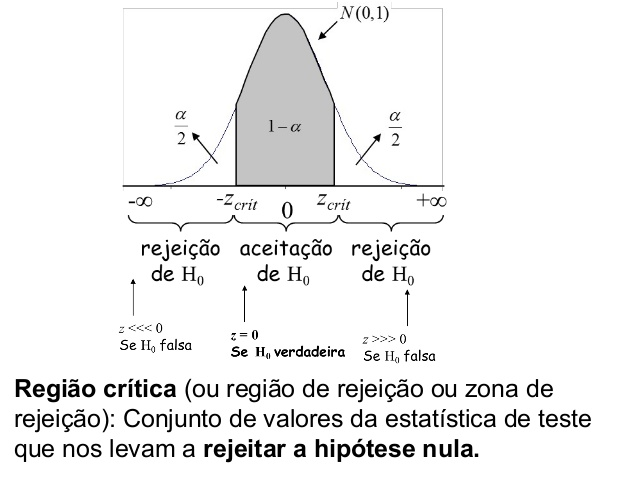 N(0,1)
α/2
1−α
α/2
-∞ -z_crít 0 z_crít +∞
rejeição aceitação rejeição
de H₀ de H₀ de H₀
z <<< 0
Se H₀ falsa
z = 0
Se H₀ verdadeira
z >>> 0
Se H₀ falsa
Região crítica (ou região de rejeição ou zona de
rejeição): Conjunto de valores da estatística de teste
que nos levam a rejeitar a hipótese nula.